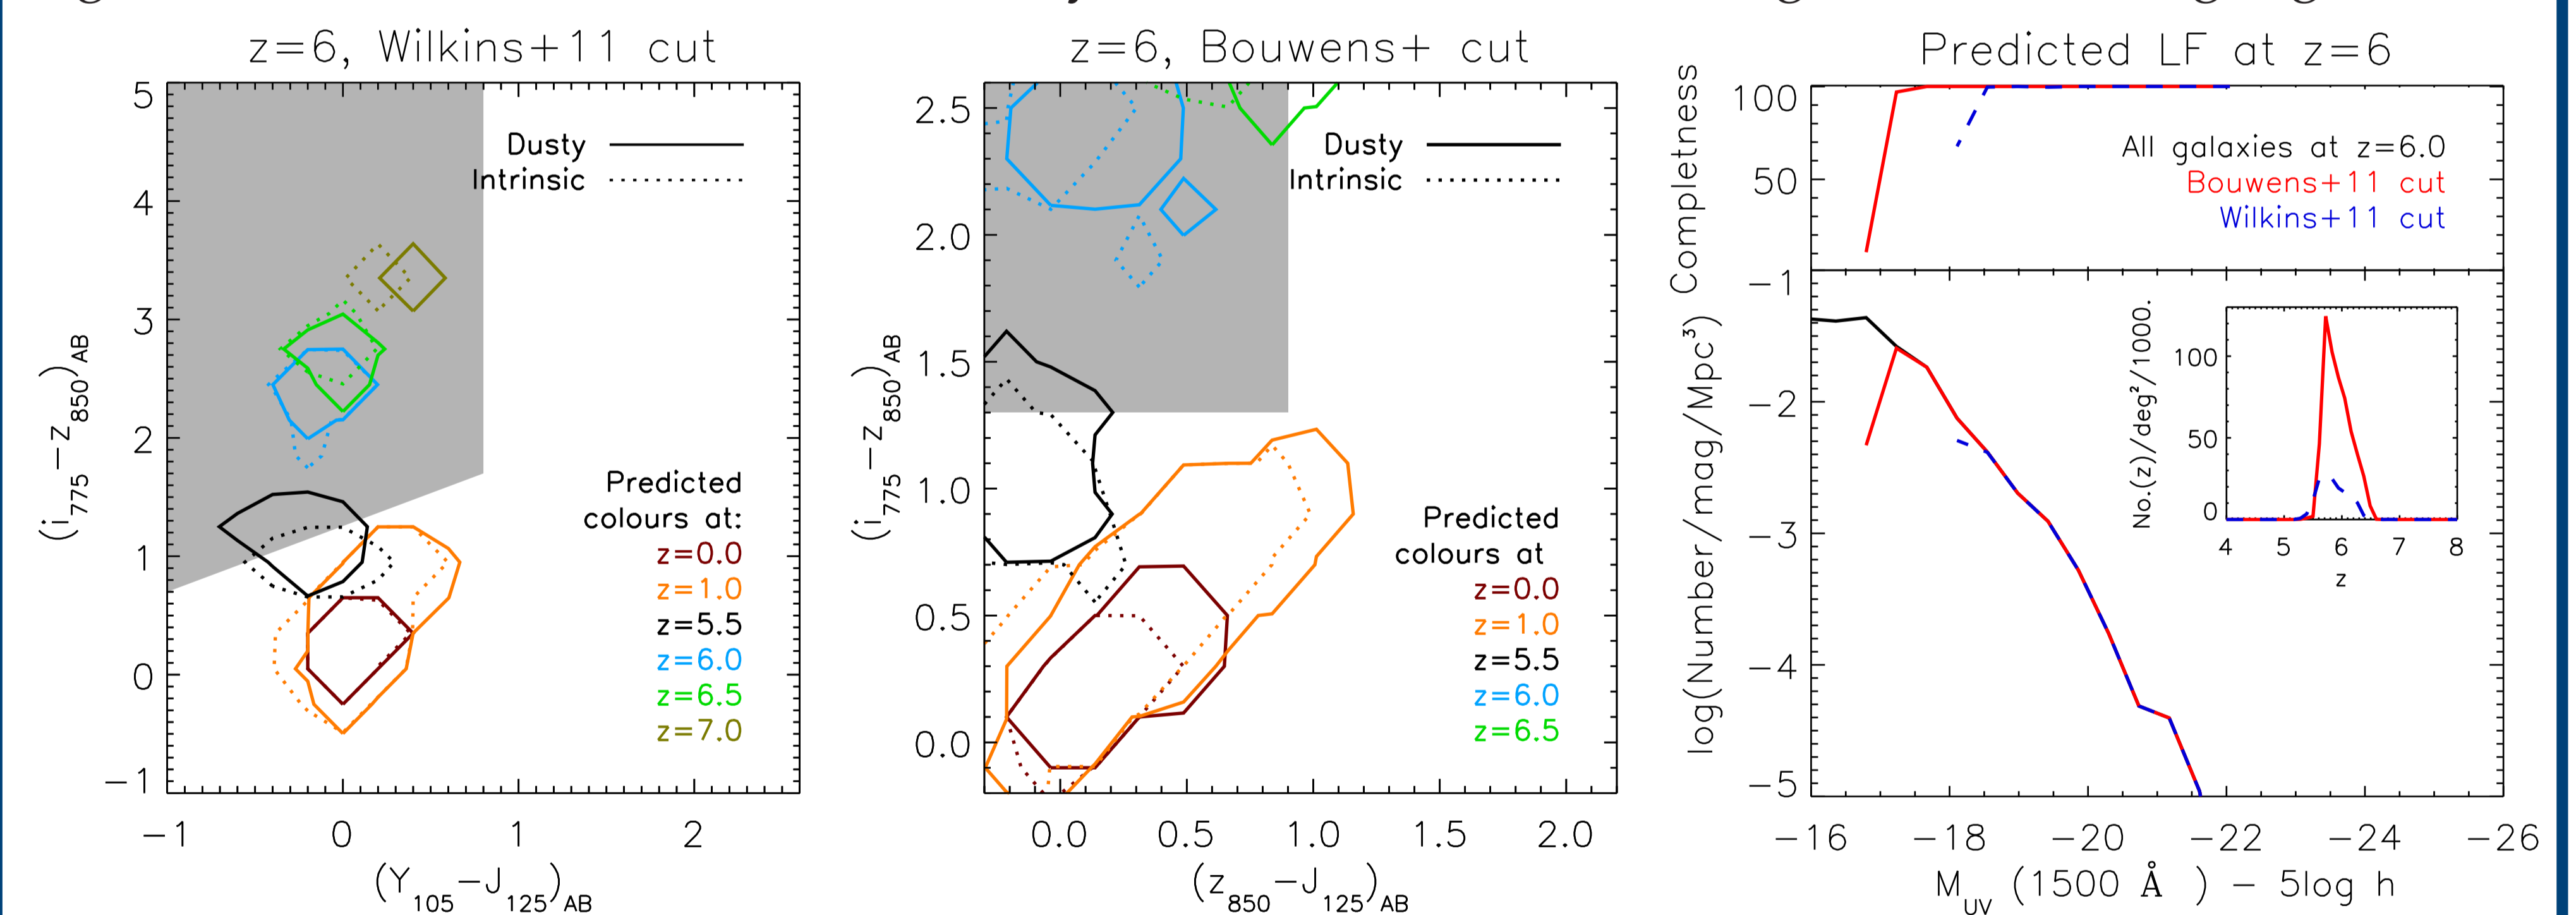 z=6, Wilkins+11 cut
5
4
3
2
1
0
−1
(i775−z850)AB
Dusty
Intrinsic
Predicted
colours at:
z=0.0
z=1.0
z=5.5
z=6.0
z=6.5
z=7.0
−1 0 1 2
(Y105−J125)AB
z=6, Bouwens+ cut
2.5
2.0
1.5
1.0
0.5
0.0
(i775−z850)AB
Dusty
Intrinsic
Predicted
colours at
z=0.0
z=1.0
z=5.5
z=6.0
z=6.5
0.0 0.5 1.0 1.5 2.0
(z850−J125)AB
Predicted LF at z=6
100
50
Completness
All galaxies at z=6.0
Bouwens+11 cut
Wilkins+11 cut
−1
−2
−3
−4
−5
log(Number/mag/Mpc³)
No.(z)/deg²/1000.
100
50
0
4 5 6 7 8
z
−16 −18 −20 −22 −24 −26
MUV (1500 Å ) − 5log h